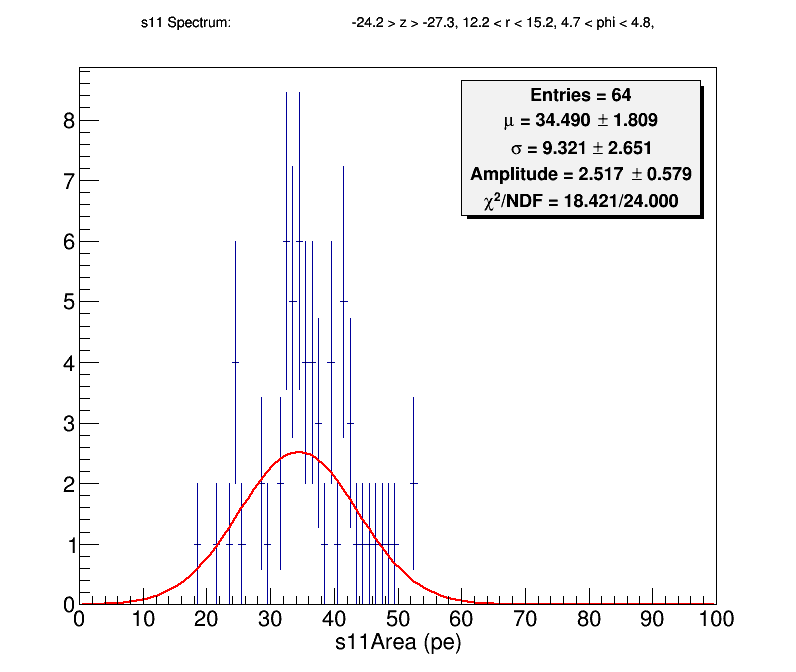 s11 Spectrum: -24.2 > z > -27.3, 12.2 < r < 15.2, 4.7 < phi < 4.8,
Entries = 64
μ = 34.490 ± 1.809
σ = 9.321 ± 2.651
Amplitude = 2.517 ± 0.579
χ²/NDF = 18.421/24.000
8
7
6
5
4
3
2
1
0
0 10 20 30 40 50 60 70 80 90 100
s11Area (pe)